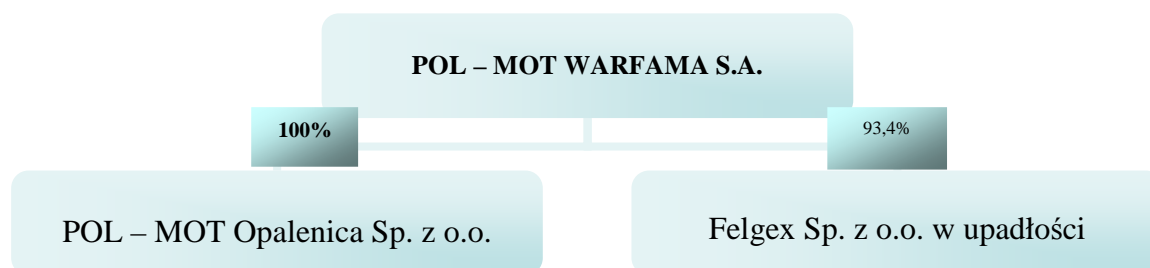 POL – MOT WARFAMA S.A.
100%
93,4%
POL – MOT Opalenica Sp. z o.o.
Felgex Sp. z o.o. w upadłości